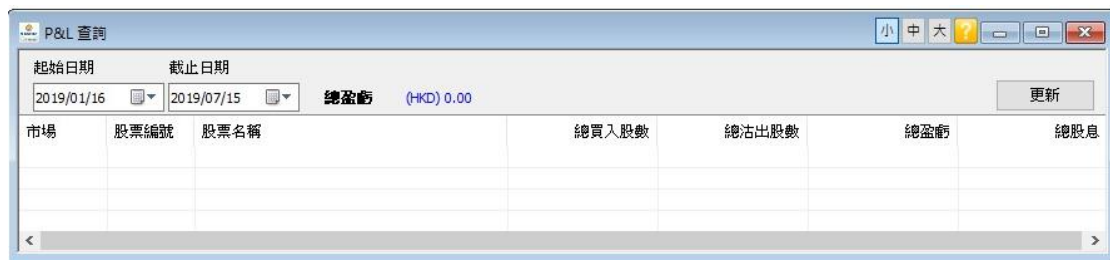 P&L 查詢 小 中 大 ?
起始日期 截止日期
2019/01/16 2019/07/15 總盈虧 (HKD) 0.00 更新
市場 股票編號 股票名稱 總買入股數 總沽出股數 總盈虧 總股息